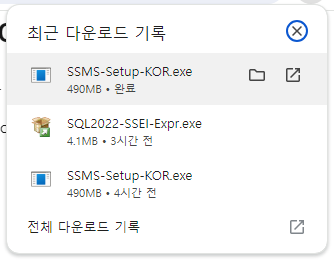 최근 다운로드 기록
SSMS-Setup-KOR.exe
490MB • 완료
SQL2022-SSEI-Expr.exe
4.1MB • 3시간 전
SSMS-Setup-KOR.exe
490MB • 4시간 전
전체 다운로드 기록